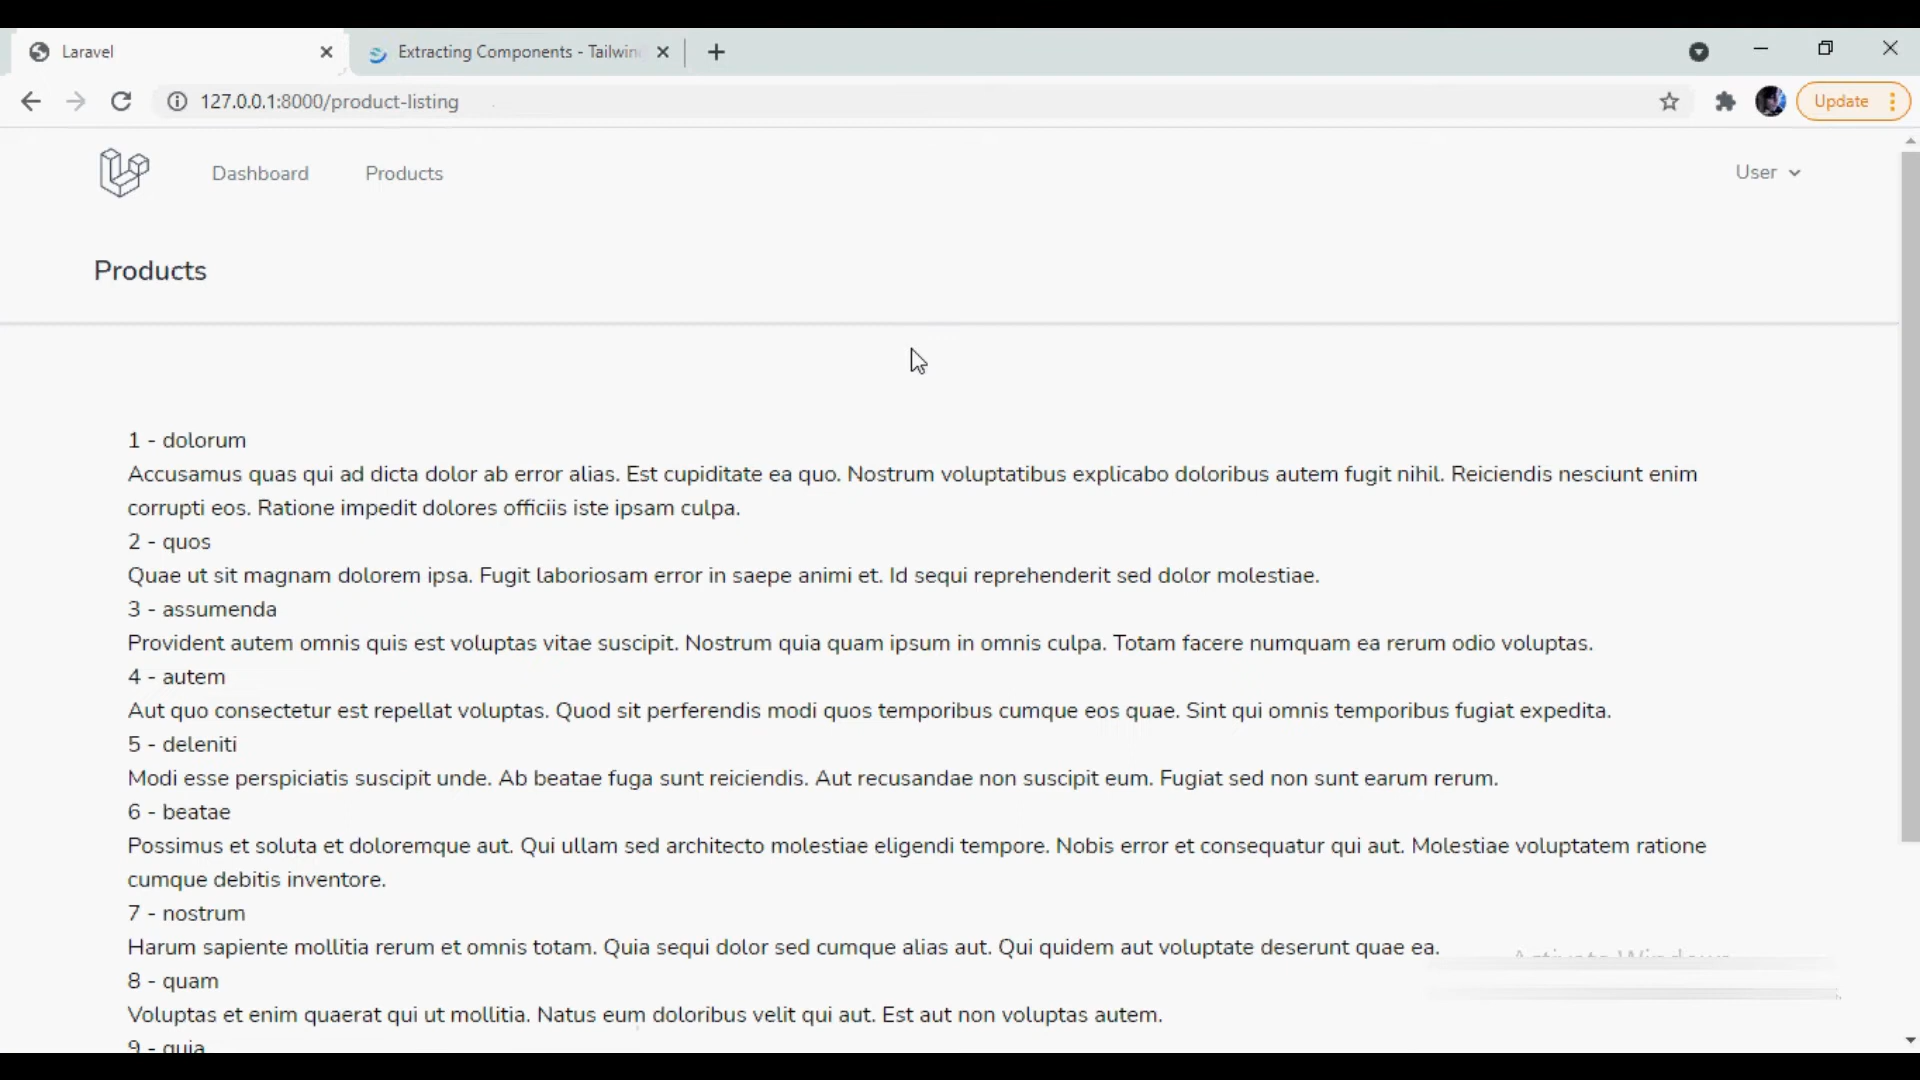 Laravel
Extracting Components - Tailwin
127.0.0.1:8000/product-listing
Update
Dashboard
Products
User
Products
1 - dolorum
Accusamus quas qui ad dicta dolor ab error alias. Est cupiditate ea quo. Nostrum voluptatibus explicabo doloribus autem fugit nihil. Reiciendis nesciunt enim
corrupti eos. Ratione impedit dolores officiis iste ipsam culpa.
2 - quos
Quae ut sit magnam dolorem ipsa. Fugit laboriosam error in saepe animi et. Id sequi reprehenderit sed dolor molestiae.
3 - assumenda
Provident autem omnis quis est voluptas vitae suscipit. Nostrum quia quam ipsum in omnis culpa. Totam facere numquam ea rerum odio voluptas.
4 - autem
Aut quo consectetur est repellat voluptas. Quod sit perferendis modi quos temporibus cumque eos quae. Sint qui omnis temporibus fugiat expedita.
5 - deleniti
Modi esse perspiciatis suscipit unde. Ab beatae fuga sunt reiciendis. Aut recusandae non suscipit eum. Fugiat sed non sunt earum rerum.
6 - beatae
Possimus et soluta et doloremque aut. Qui ullam sed architecto molestiae eligendi tempore. Nobis error et consequatur qui aut. Molestiae voluptatem ratione
cumque debitis inventore.
7 - nostrum
Harum sapiente mollitia rerum et omnis totam. Quia sequi dolor sed cumque alias aut. Qui quidem aut voluptate deserunt quae ea.
8 - quam
Voluptas et enim quaerat qui ut mollitia. Natus eum doloribus velit qui aut. Est aut non voluptas autem.
9 - quia